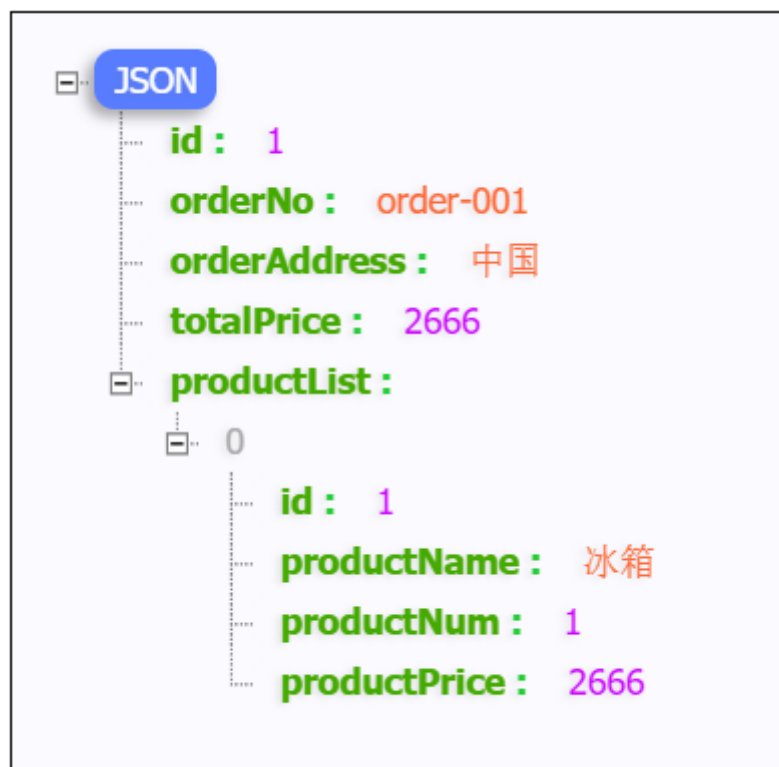 JSON
id : 1
orderNo : order-001
orderAddress : 中国
totalPrice : 2666
productList :
0
id : 1
productName : 冰箱
productNum : 1
productPrice : 2666